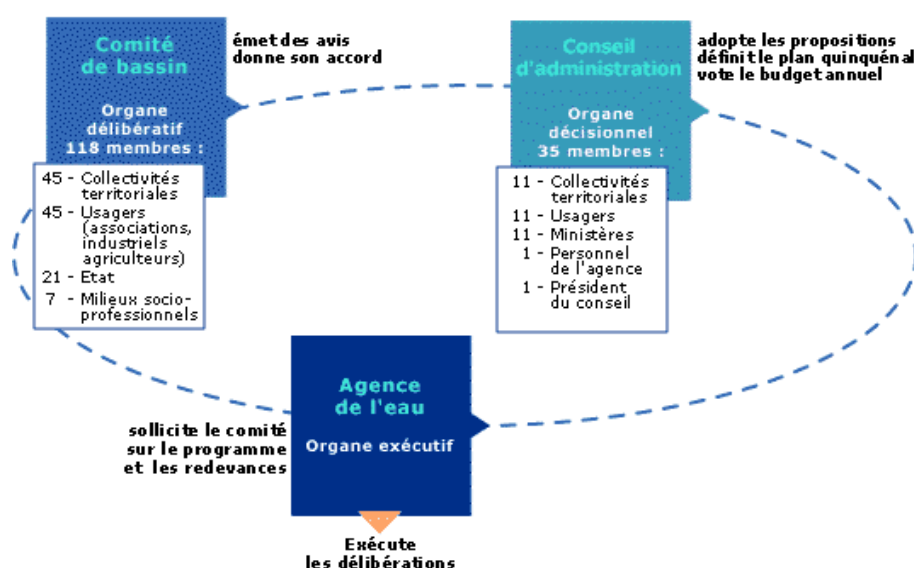 Comité
de bassin
Organe
délibératif
118 membres :
45 - Collectivités
territoriales
45 - Usagers
(associations,
industriels
agriculteurs)
21 - Etat
7 - Milieux socio-
professionnels
émet des avis
donne son accord
Conseil
d'administration
Organe
décisionnel
35 membres :
11 - Collectivités
territoriales
11 - Usagers
11 - Ministères
1 - Personnel
de l'agence
1 - Président
du conseil
adopte les propositions
définit le plan quinquénal
vote le budget annuel
Agence
de l'eau
Organe exécutif
sollicite le comité
sur le programme
et les redevances
Exécute
les délibérations